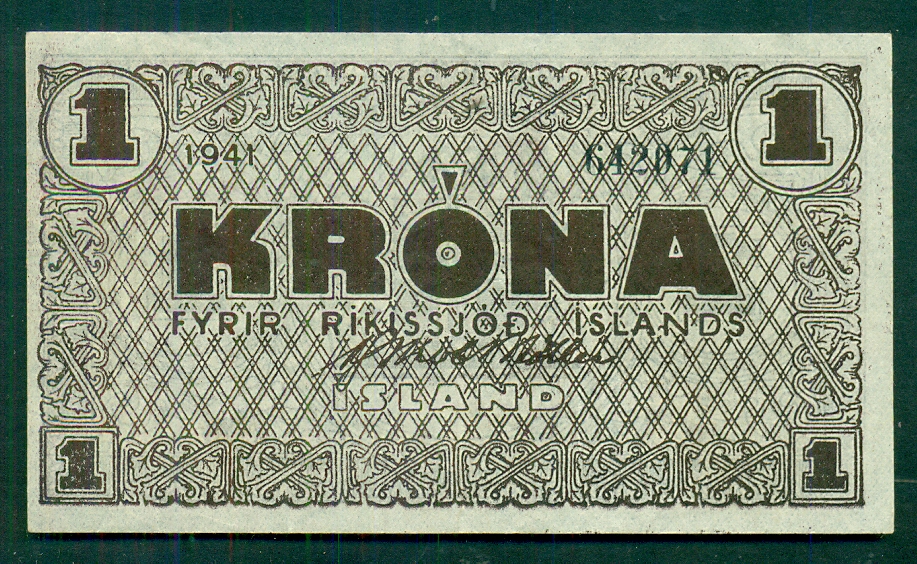 1 1
1941 642071
KRÓNA
FYRIR RÍKISSJÓÐ ÍSLANDS
ÍSLAND
1 1